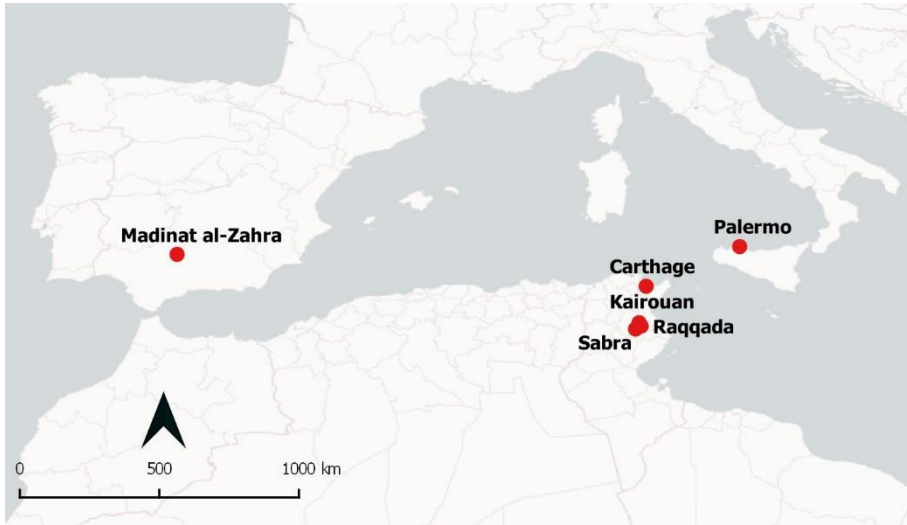 Palermo
Madinat al-Zahra
Carthage
Kairouan
Raqqada
Sabra
0 500 1000 km